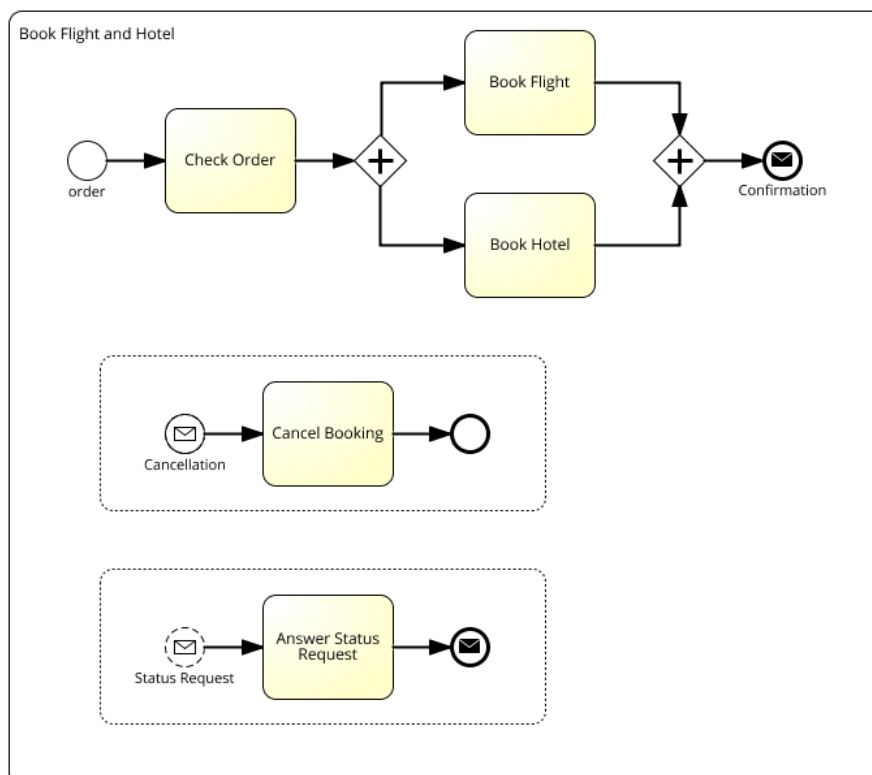 Book Flight and Hotel
Book Flight
Check Order
order
Confirmation
Book Hotel
Cancel Booking
Cancellation
Answer Status
Request
Status Request